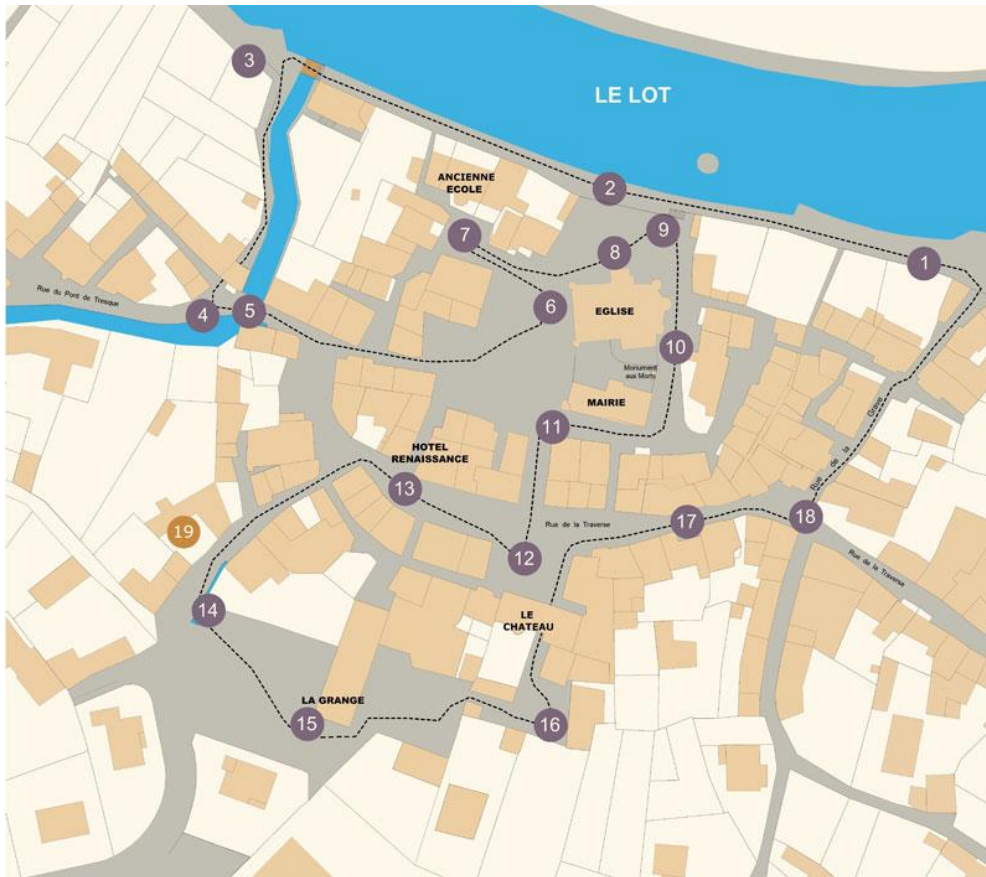 3
LE LOT
ANCIENNE
ECOLE
2
7
9
8
1
Rue du Pont de Tresque
4
5
6
EGLISE
10
Monument
aux Morts
MAIRIE
11
Rue de la Grave
HOTEL
RENAISSANCE
13
19
Rue de la Traverse
17
18
12
Rue de la Traverse
14
LE
CHATEAU
LA GRANGE
15
16